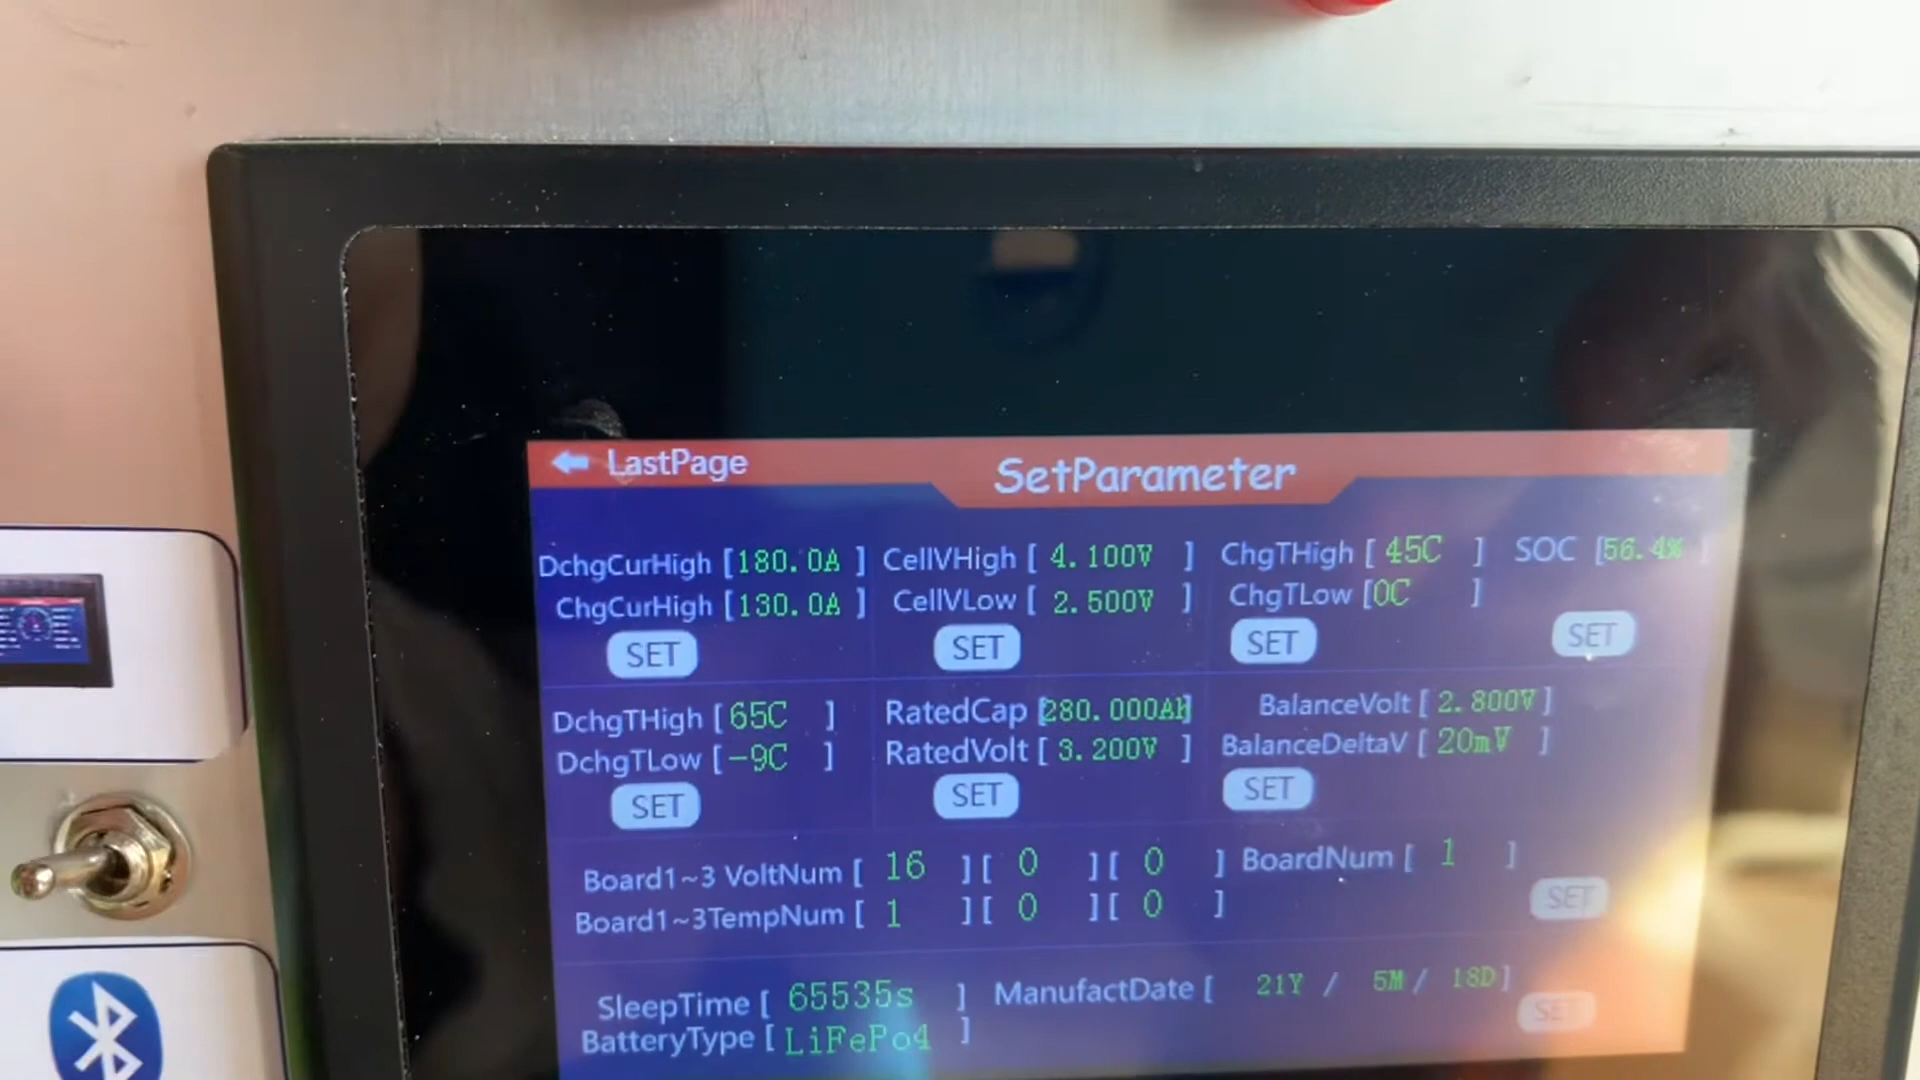 LastPage
SetParameter
DchgCurHigh [180.0A ] CellVHigh [ 4.100V ] ChgTHigh [ 45C ] SOC [56.4% ]
ChgCurHigh [130.0A ] CellVLow [ 2.500V ] ChgTLow [0C ]
SET SET SET SET
DchgTHigh [ 65C ] RatedCap [280.000Ah] BalanceVolt [ 2.800V ]
DchgTLow [ -9C ] RatedVolt [ 3.200V ] BalanceDeltaV [ 20mV ]
SET SET SET
Board1~3 VoltNum [ 16 ][ 0 ][ 0 ] BoardNum [ 1 ]
Board1~3TempNum [ 1 ][ 0 ][ 0 ]
SET
SleepTime [ 65535s ] ManufactDate [ 21Y / 5M / 18D ]
BatteryType [ LiFePo4 ]
SET